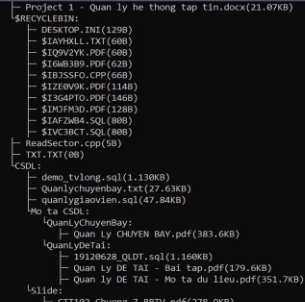 Project 1 - Quan ly he thong tap tin.docx(21.07KB)
$RECYCLEBIN:
DESKTOP.INI(129B)
$IAYHXLL.TXT(60B)
$IQ9V2YK.PDF(60B)
$I6WB3B9.PDF(62B)
$IBJSSFO.CPP(66B)
$IZE0V9K.PDF(114B)
$I3G4PTO.PDF(146B)
$IMJFM3D.PDF(128B)
$IAFZWB4.SQL(80B)
$IVC3BCT.SQL(80B)
ReadSector.cpp(5B)
TXT.TXT(0B)
CSDL:
demo_tvlong.sql(1.130KB)
Quanlychuyenbay.txt(27.63KB)
quanlygiaovien.sql(47.84KB)
Mo ta CSDL:
QuanLyChuyenBay:
Quan Ly CHUYEN BAY.pdf(383.6KB)
QuanLyDeTai:
19120628_QLDT.sql(1.160KB)
Quan ly DE TAI - Bai tap.pdf(179.6KB)
Quan ly DE TAI - Mo ta du lieu.pdf(351.7KB)
Slide: